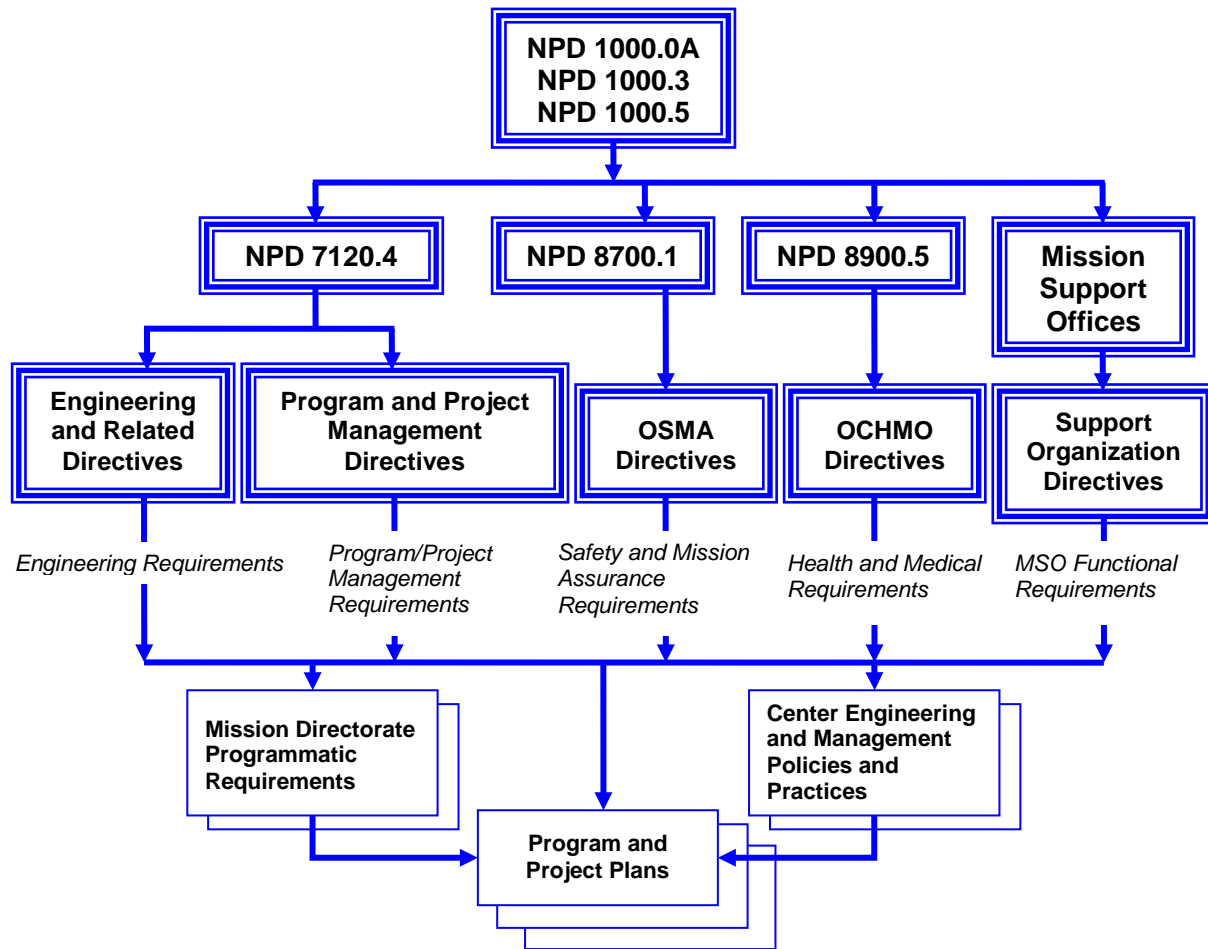 NPD 1000.0A
NPD 1000.3
NPD 1000.5
NPD 7120.4
NPD 8700.1
NPD 8900.5
Mission
Support
Offices
Engineering
and Related
Directives
Program and Project
Management
Directives
OSMA
Directives
OCHMO
Directives
Support
Organization
Directives
Engineering Requirements
Program/Project
Management
Requirements
Safety and Mission
Assurance
Requirements
Health and Medical
Requirements
MSO Functional
Requirements
Mission Directorate
Programmatic
Requirements
Center Engineering
and Management
Policies and
Practices
Program and
Project Plans